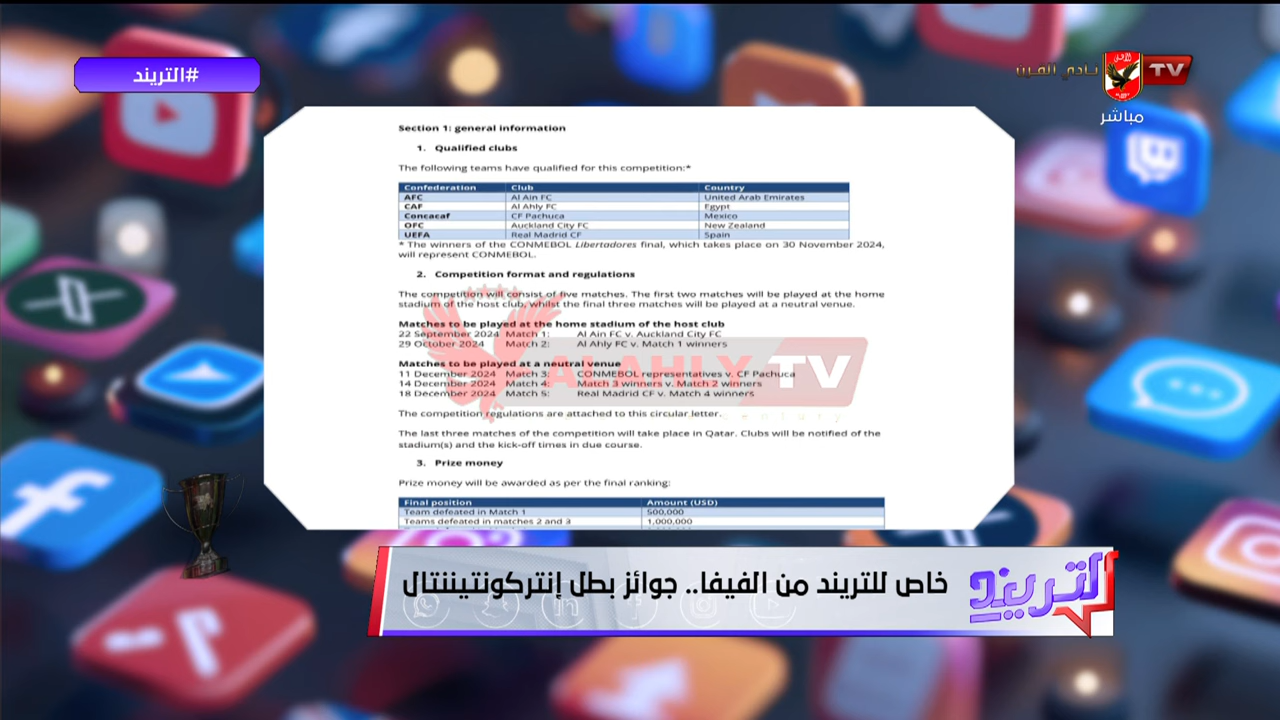 #التريند
نادي القرن
TV
مباشر
Section 1: general information
1. Qualified clubs
The following teams have qualified for this competition:*
Confederation Club Country
AFC Al Ain FC United Arab Emirates
CAF Al Ahly FC Egypt
Concacaf CF Pachuca Mexico
OFC Auckland City FC New Zealand
UEFA Real Madrid CF Spain
* The winners of the CONMEBOL Libertadores final, which takes place on 30 November 2024,
will represent CONMEBOL.
2. Competition format and regulations
The competition will consist of five matches. The first two matches will be played at the home
stadium of the host club, whilst the final three matches will be played at a neutral venue.
Matches to be played at the home stadium of the host club
22 September 2024 Match 1: Al Ain FC v. Auckland City FC
29 October 2024 Match 2: Al Ahly FC v. Match 1 winners
Matches to be played at a neutral venue
11 December 2024 Match 3: CONMEBOL representatives v. CF Pachuca
14 December 2024 Match 4: Match 3 winners v. Match 2 winners
18 December 2024 Match 5: Real Madrid CF v. Match 4 winners
AL AHLY TV
The competition regulations are attached to this circular letter.
The last three matches of the competition will take place in Qatar. Clubs will be notified of the
stadium(s) and the kick-off times in due course.
3. Prize money
Prize money will be awarded as per the final ranking:
Final position Amount (USD)
Team defeated in Match 1 500,000
Teams defeated in matches 2 and 3 1,000,000
التريند
خاص للتريند من الفيفا.. جوائز بطل إنتركونتيننتال